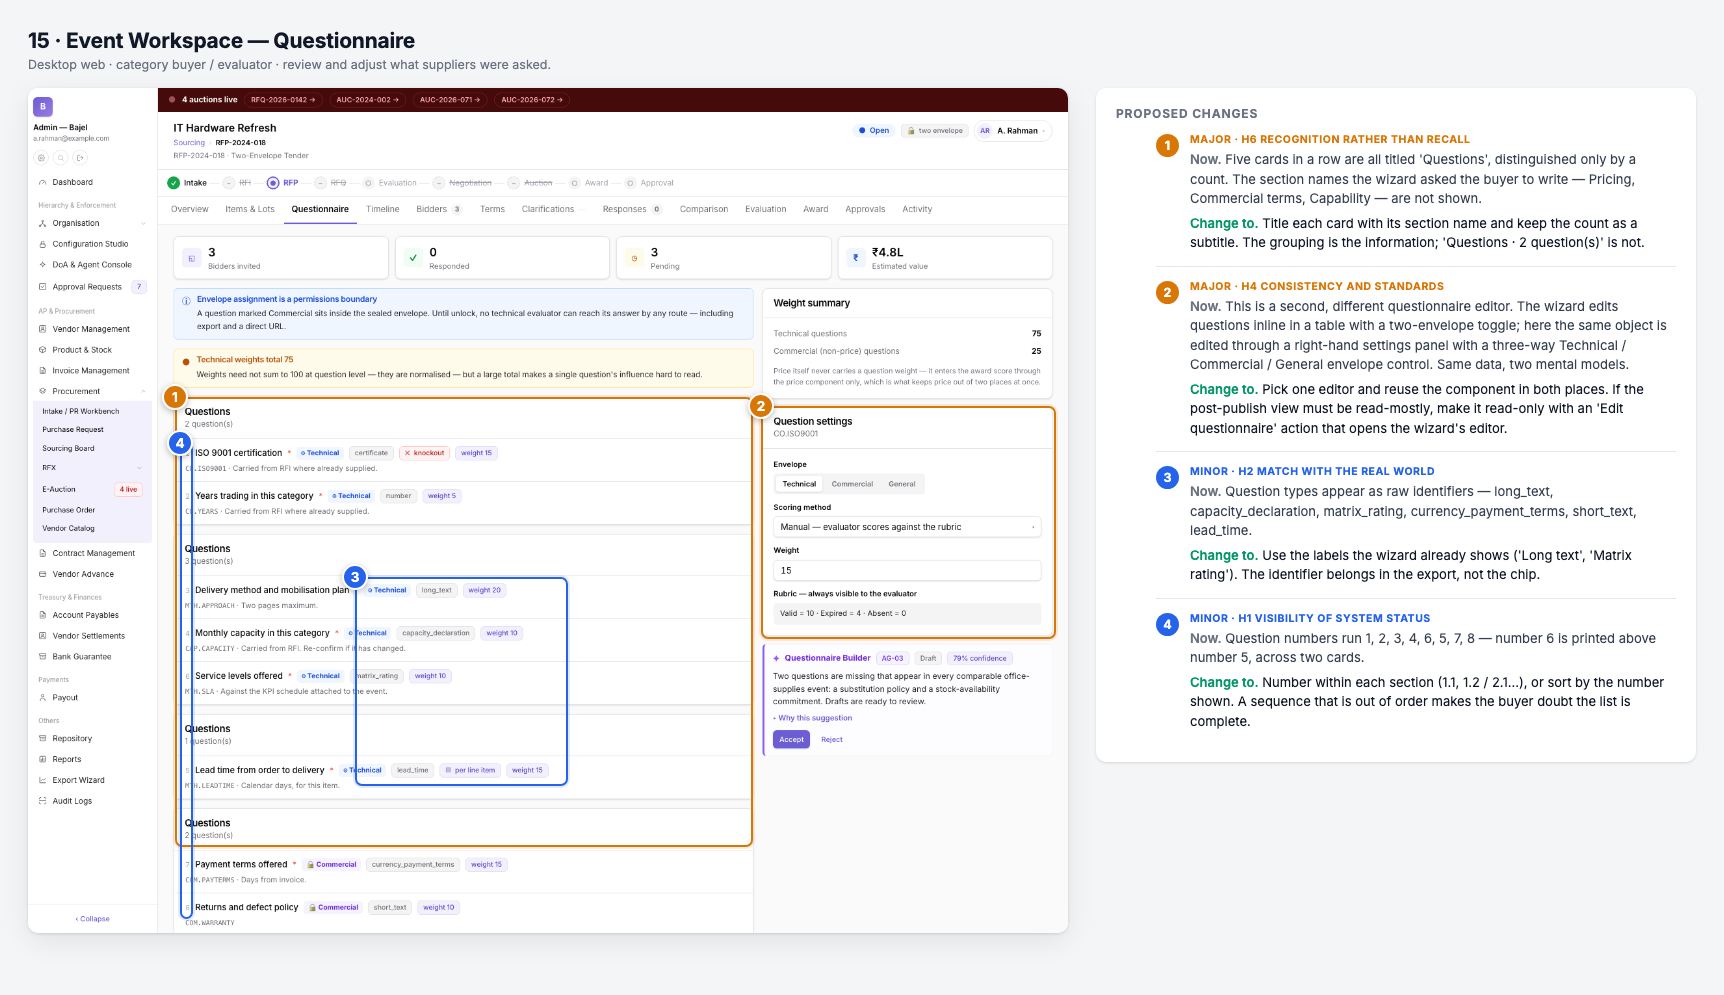 15 · Event Workspace — Questionnaire
Desktop web · category buyer / evaluator · review and adjust what suppliers were asked.
B
Admin — Bajel
a.rahman@example.com
Dashboard
Hierarchy & Enforcement
Organisation
Configuration Studio
DoA & Agent Console
Approval Requests 7
AP & Procurement
Vendor Management
Product & Stock
Invoice Management
Procurement
Intake / PR Workbench
Purchase Request
Sourcing Board
RFX
E-Auction 4 live
Purchase Order
Vendor Catalog
Contract Management
Vendor Advance
Treasury & Finances
Account Payables
Vendor Settlements
Bank Guarantee
Payments
Payout
Others
Repository
Reports
Export Wizard
Audit Logs
‹ Collapse
4 auctions live RFQ-2026-0142 → AUC-2024-002 → AUC-2026-071 → AUC-2026-072 →
IT Hardware Refresh
Sourcing · RFP-2024-018
RFP-2024-018 · Two-Envelope Tender
Open two envelope AR A. Rahman
Intake RFI RFP RFQ Evaluation Negotiation Auction Award Approval
Overview Items & Lots Questionnaire Timeline Bidders 3 Terms Clarifications Responses 0 Comparison Evaluation Award Approvals Activity
3
Bidders invited
0
Responded
3
Pending
₹
₹4.8L
Estimated value
Envelope assignment is a permissions boundary
A question marked Commercial sits inside the sealed envelope. Until unlock, no technical evaluator can reach its answer by any route — including
export and a direct URL.
Technical weights total 75
Weights need not sum to 100 at question level — they are normalised — but a large total makes a single question's influence hard to read.
1
Questions
2 question(s)
4
ISO 9001 certification * Technical certificate ✕ knockout weight 15
CO.ISO9001 · Carried from RFI where already supplied.
2 Years trading in this category * Technical number weight 5
CO.YEARS · Carried from RFI where already supplied.
Questions
3 question(s)
3
3 Delivery method and mobilisation plan Technical long_text weight 20
MTH.APPROACH · Two pages maximum.
4 Monthly capacity in this category * Technical capacity_declaration weight 10
CAP.CAPACITY · Carried from RFI. Re-confirm if it has changed.
6 Service levels offered * Technical matrix_rating weight 10
MTH.SLA · Against the KPI schedule attached to the event.
Questions
1 question(s)
5 Lead time from order to delivery * Technical lead_time per line item weight 15
MTH.LEADTIME · Calendar days, for this item.
Questions
2 question(s)
7 Payment terms offered * Commercial currency_payment_terms weight 15
COM.PAYTERMS · Days from invoice.
8 Returns and defect policy * Commercial short_text weight 10
COM.WARRANTY
Weight summary
Technical questions 75
Commercial (non-price) questions 25
Price itself never carries a question weight — it enters the award score through
the price component only, which is what keeps price out of two places at once.
2
Question settings
CO.ISO9001
Envelope
Technical Commercial General
Scoring method
Manual — evaluator scores against the rubric
Weight
15
Rubric — always visible to the evaluator
Valid = 10 · Expired = 4 · Absent = 0
Questionnaire Builder AG-03 Draft 79% confidence
Two questions are missing that appear in every comparable office-
supplies event: a substitution policy and a stock-availability
commitment. Drafts are ready to review.
Why this suggestion
Accept Reject
PROPOSED CHANGES
1 MAJOR · H6 RECOGNITION RATHER THAN RECALL
Now. Five cards in a row are all titled 'Questions', distinguished only by a
count. The section names the wizard asked the buyer to write — Pricing,
Commercial terms, Capability — are not shown.
Change to. Title each card with its section name and keep the count as a
subtitle. The grouping is the information; 'Questions · 2 question(s)' is not.
2 MAJOR · H4 CONSISTENCY AND STANDARDS
Now. This is a second, different questionnaire editor. The wizard edits
questions inline in a table with a two-envelope toggle; here the same object is
edited through a right-hand settings panel with a three-way Technical /
Commercial / General envelope control. Same data, two mental models.
Change to. Pick one editor and reuse the component in both places. If the
post-publish view must be read-mostly, make it read-only with an 'Edit
questionnaire' action that opens the wizard's editor.
3 MINOR · H2 MATCH WITH THE REAL WORLD
Now. Question types appear as raw identifiers — long_text,
capacity_declaration, matrix_rating, currency_payment_terms, short_text,
lead_time.
Change to. Use the labels the wizard already shows ('Long text', 'Matrix
rating'). The identifier belongs in the export, not the chip.
4 MINOR · H1 VISIBILITY OF SYSTEM STATUS
Now. Question numbers run 1, 2, 3, 4, 6, 5, 7, 8 — number 6 is printed above
number 5, across two cards.
Change to. Number within each section (1.1, 1.2 / 2.1…), or sort by the number
shown. A sequence that is out of order makes the buyer doubt the list is
complete.